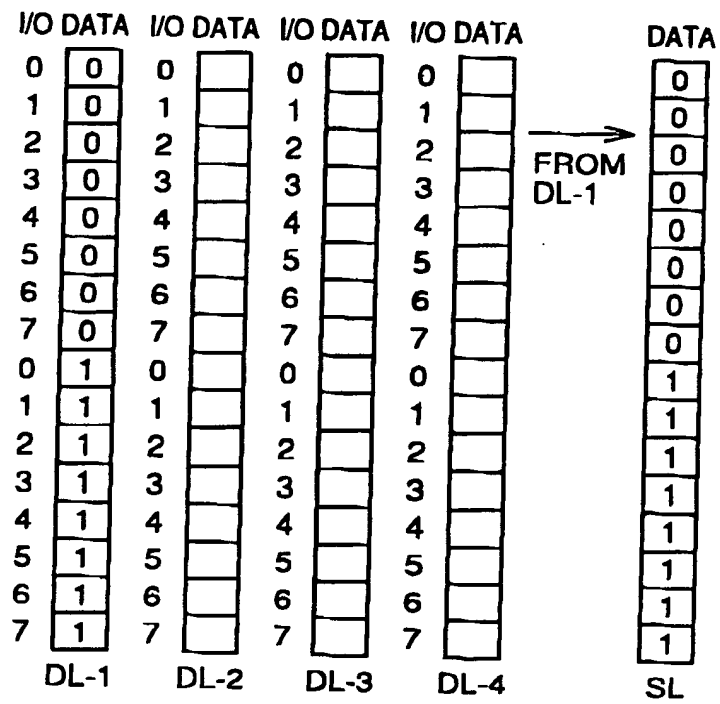 I/O DATA I/O DATA I/O DATA I/O DATA DATA
0 0 0 0 0 0
1 0 1 1 1 0
2 0 2 2 2 0
3 0 3 3 3 0
4 0 4 4 4 0
5 0 5 5 5 0
6 0 6 6 6 0
7 0 7 7 7 0
0 1 0 0 0 1
1 1 1 1 1 1
2 1 2 2 2 1
3 1 3 3 3 1
4 1 4 4 4 1
5 1 5 5 5 1
6 1 6 6 6 1
7 1 7 7 7 1
FROM
DL-1
DL-1 DL-2 DL-3 DL-4 SL